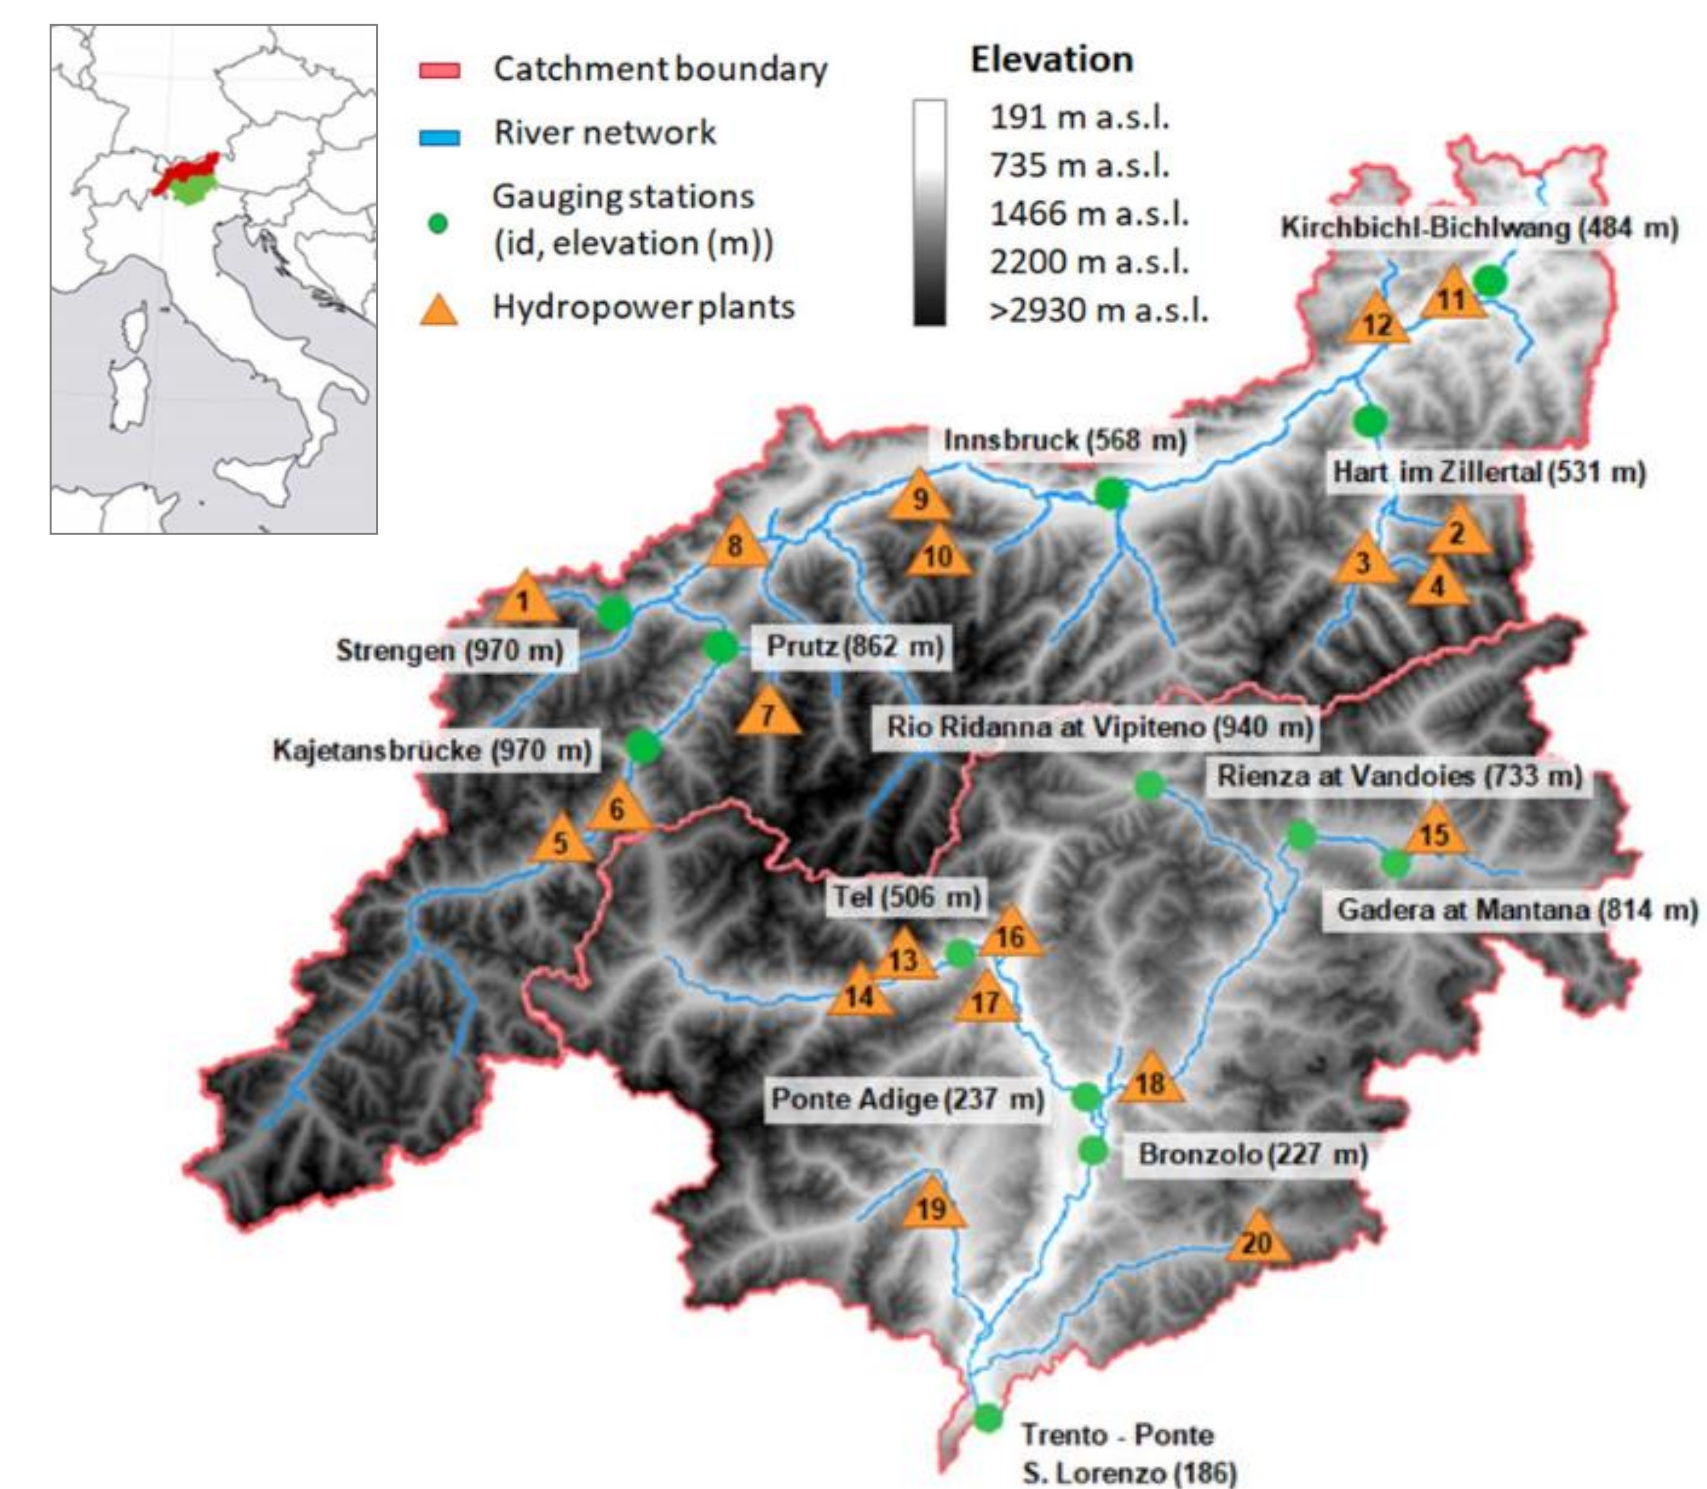 Catchment boundary
River network
Gauging stations
(id, elevation (m))
Hydropower plants
Elevation
191 m a.s.l.
735 m a.s.l.
1466 m a.s.l.
2200 m a.s.l.
>2930 m a.s.l.
Kirchbichl-Bichlwang (484 m)
11
12
Innsbruck (568 m)
Hart im Zillertal (531 m)
9
8
10
2
3
4
1
Strengen (970 m)
Prutz (862 m)
7
Rio Ridanna at Vipiteno (940 m)
Kajetansbrücke (970 m)
Rienza at Vandoies (733 m)
6
5
15
Tel (506 m)
Gadera at Mantana (814 m)
16
13
14
17
18
Ponte Adige (237 m)
Bronzolo (227 m)
19
20
Trento - Ponte
S. Lorenzo (186)